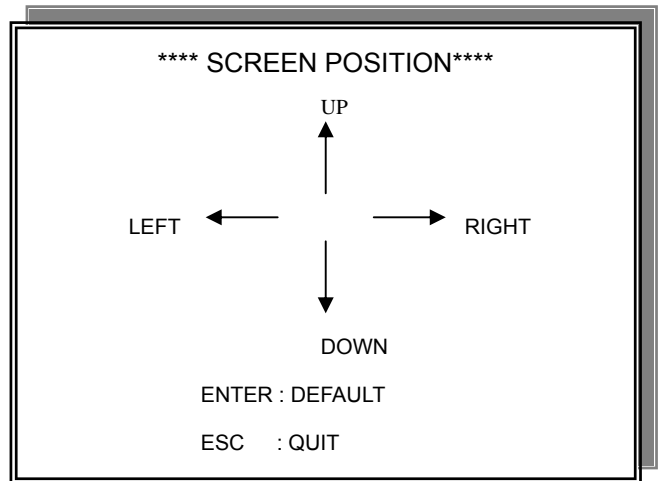 **** SCREEN POSITION****
UP
LEFT RIGHT
DOWN
ENTER : DEFAULT
ESC : QUIT